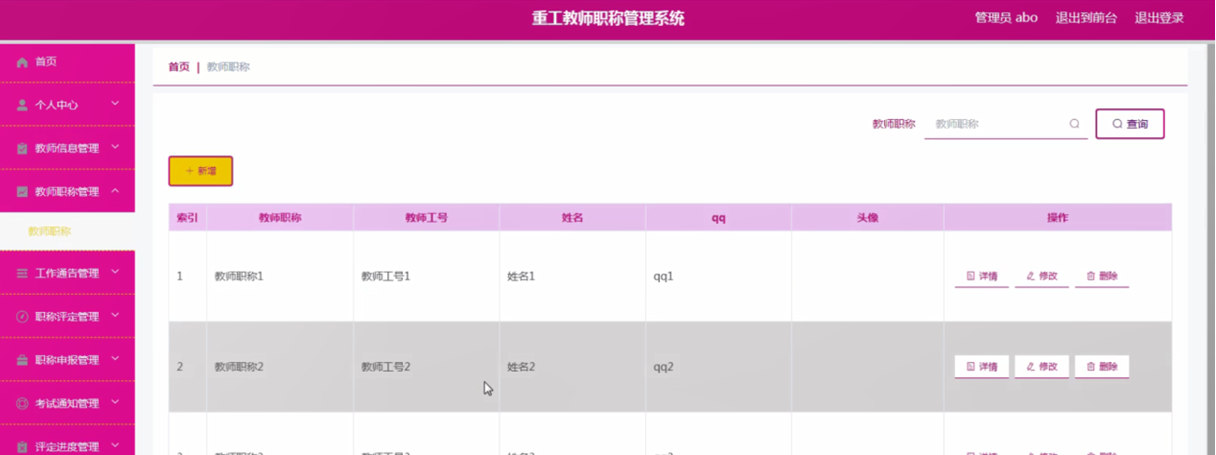 重工教师职称管理系统
管理员 abo 退出到前台 退出登录
首页
个人中心
教师信息管理
教师职称管理
教师职称
工作通告管理
职称评定管理
职称申报管理
考试通知管理
评定进度管理
首页 | 教师职称
教师职称 教师职称 查询
+ 新增
索引 教师职称 教师工号 姓名 qq 头像 操作
1 教师职称1 教师工号1 姓名1 qq1 详情 修改 删除
2 教师职称2 教师工号2 姓名2 qq2 详情 修改 删除